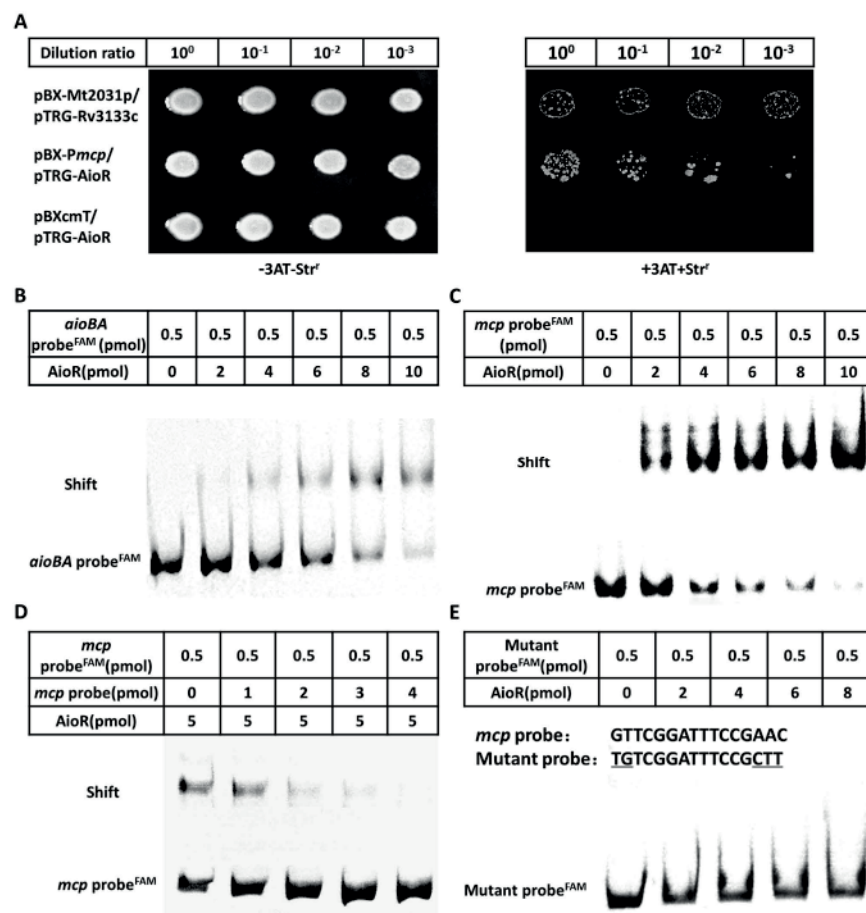 A
Dilution ratio 10⁰ 10⁻¹ 10⁻² 10⁻³
10⁰ 10⁻¹ 10⁻² 10⁻³
pBX-Mt2031p/
pTRG-Rv3133c
pBX-Pmcp/
pTRG-AioR
pBXcmT/
pTRG-AioR
-3AT-Strʳ
+3AT+Strʳ
B
aioBA
probeFAM (pmol) 0.5 0.5 0.5 0.5 0.5 0.5
AioR(pmol) 0 2 4 6 8 10
Shift
aioBA probeFAM
C
mcp probeFAM
(pmol) 0.5 0.5 0.5 0.5 0.5 0.5
AioR(pmol) 0 2 4 6 8 10
Shift
mcp probeFAM
D
mcp
probeFAM(pmol) 0.5 0.5 0.5 0.5 0.5
mcp probe(pmol) 0 1 2 3 4
AioR(pmol) 5 5 5 5 5
Shift
mcp probeFAM
E
Mutant
probeFAM(pmol) 0.5 0.5 0.5 0.5 0.5
AioR(pmol) 0 2 4 6 8
mcp probe: GTTCGGATTTCCGAAC
Mutant probe: TGTCGGATTTCCGCTT
Mutant probeFAM